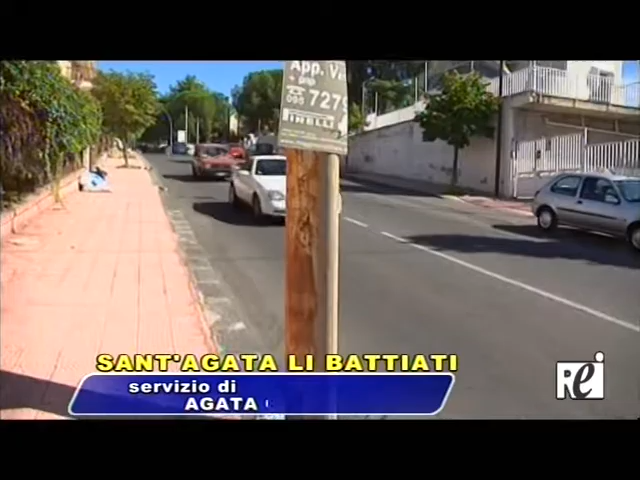 App. V
095
7279
PIRELLI
SANT'AGATA LI BATTIATI
servizio di
AGATA
Rei